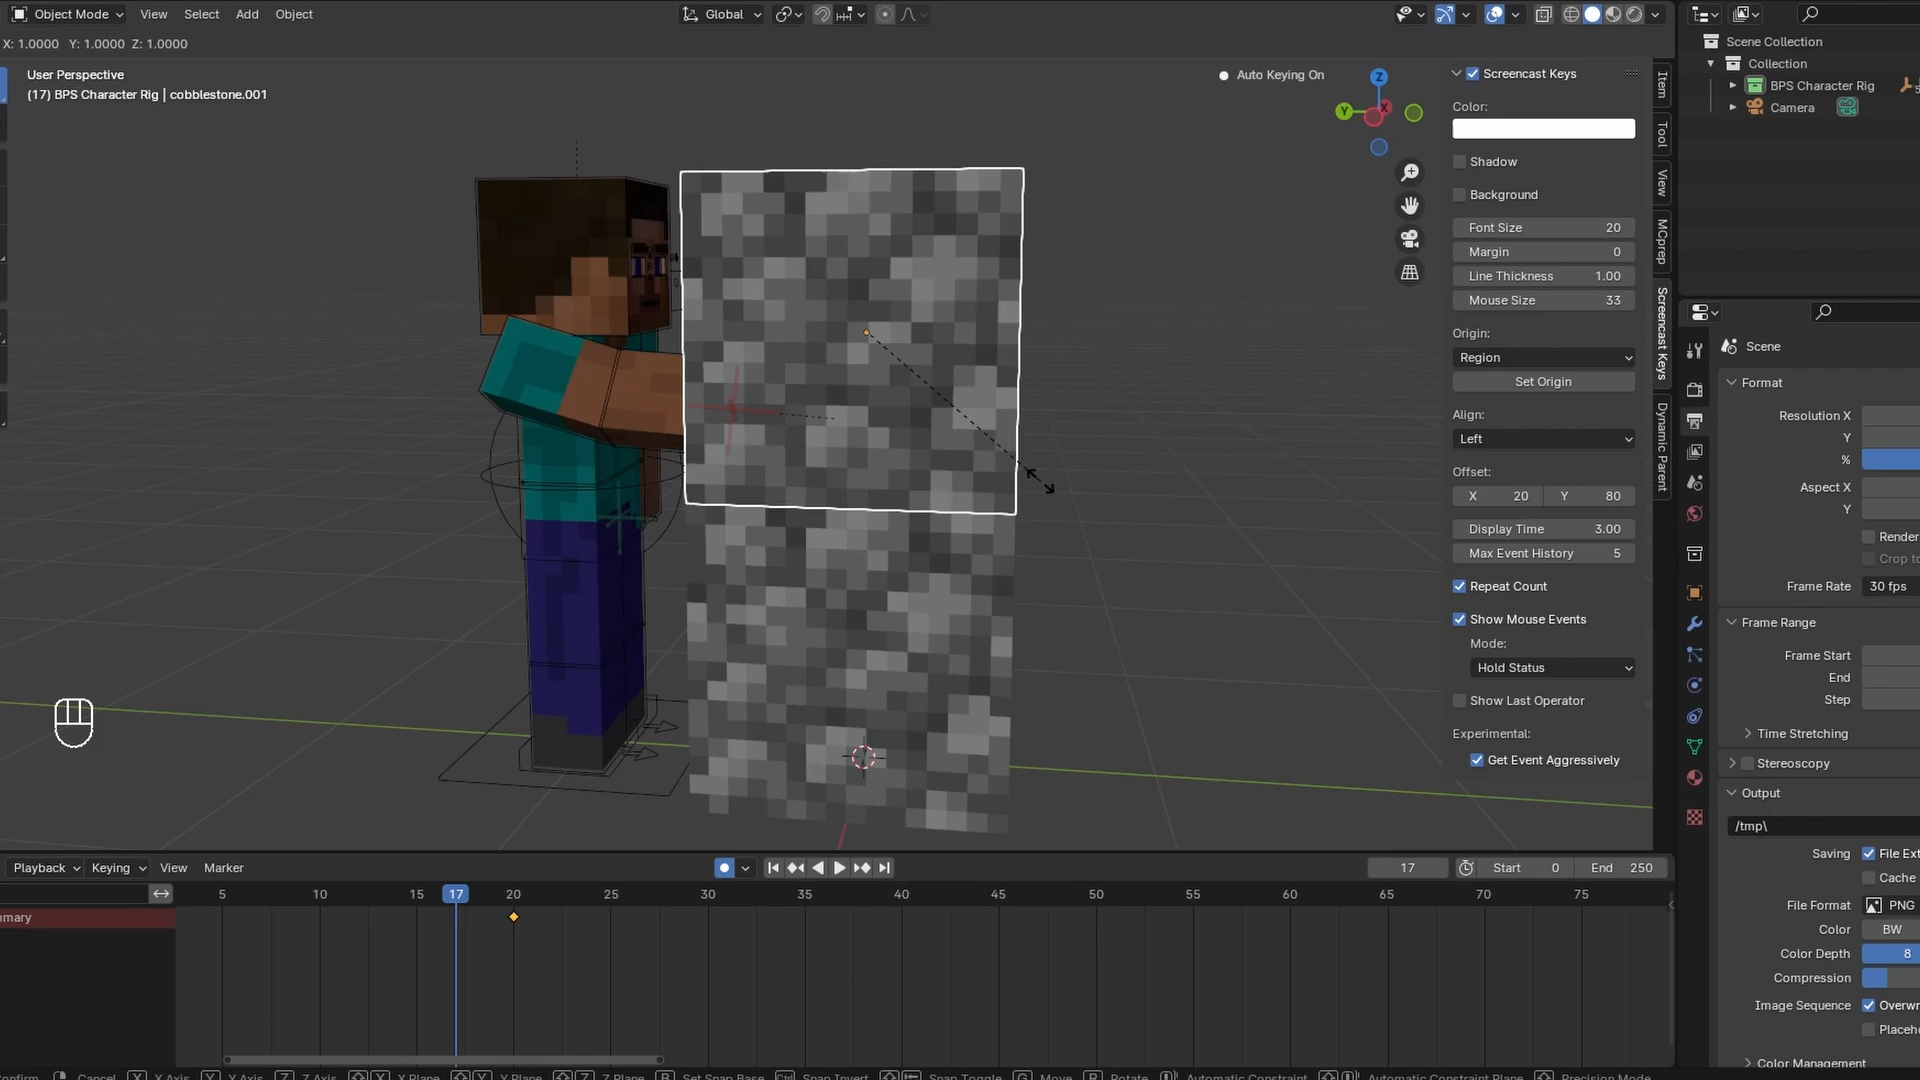 Object Mode View Select Add Object Global
X: 1.0000 Y: 1.0000 Z: 1.0000
User Perspective
(17) BPS Character Rig | cobblestone.001
Auto Keying On
Z
Y
X
Screencast Keys
Color:
Shadow
Background
Font Size 20
Margin 0
Line Thickness 1.00
Mouse Size 33
Origin:
Region
Set Origin
Align:
Left
Offset:
X 20 Y 80
Display Time 3.00
Max Event History 5
Repeat Count
Show Mouse Events
Mode:
Hold Status
Show Last Operator
Experimental:
Get Event Aggressively
Item
Tool
View
MCprep
Screencast Keys
Dynamic Parent
Scene Collection
Collection
BPS Character Rig
Camera
Scene
Format
Resolution X
Y
%
Aspect X
Y
Render
Crop to
Frame Rate 30 fps
Frame Range
Frame Start
End
Step
Time Stretching
Stereoscopy
Output
/tmp\
Saving File Ext
Cache
File Format PNG
Color BW
Color Depth 8
Compression
Image Sequence Overwr
Placeho
Color Management
Playback Keying View Marker 17 Start 0 End 250
5 10 15 17 20 25 30 35 40 45 50 55 60 65 70 75
mmary
onfirm Cancel X X Axis Y Y Axis Z Z Axis X X Plane Y Y Plane Z Z Plane B Set Snap Base Ctrl Snap Invert Snap Toggle G Move R Rotate Automatic Constraint Automatic Constraint Plane Precision Mode